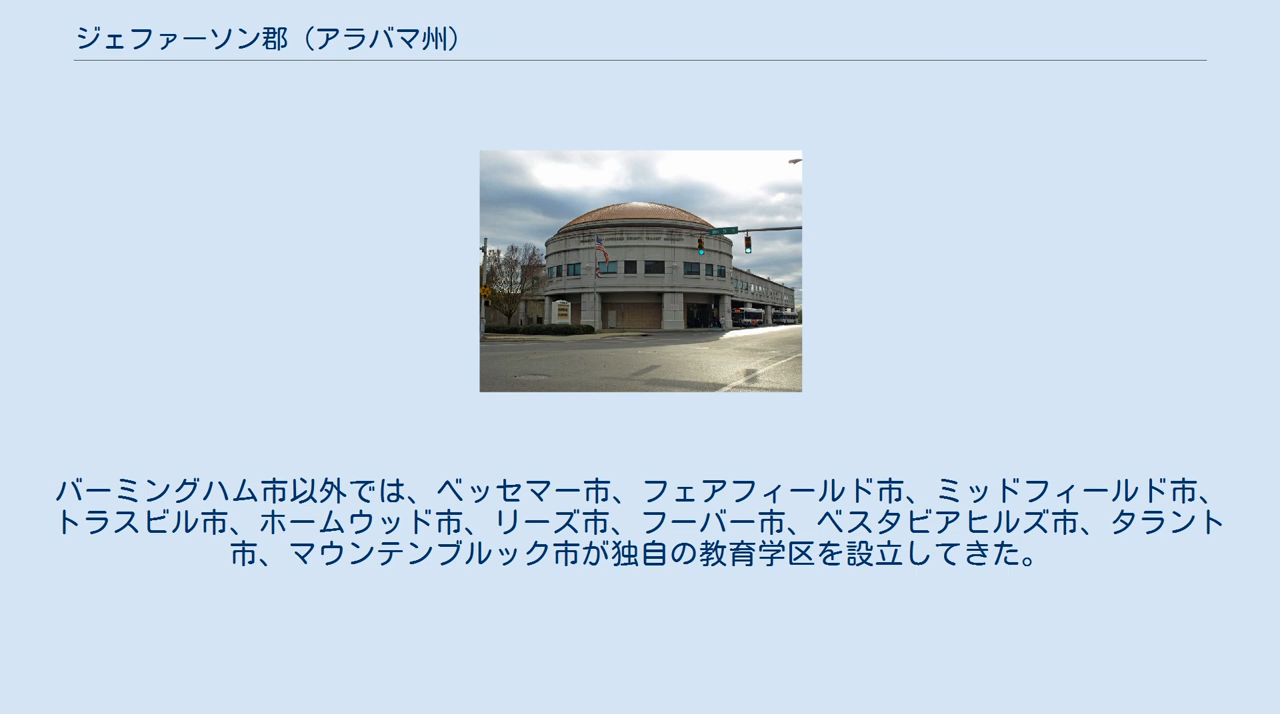 ジェファーソン郡（アラバマ州）
バーミングハム市以外では、ベッセマー市、フェアフィールド市、ミッドフィールド市、
トラスビル市、ホームウッド市、リーズ市、フーバー市、ベスタビアヒルズ市、タラント
市、マウンテンブルック市が独自の教育学区を設立してきた。